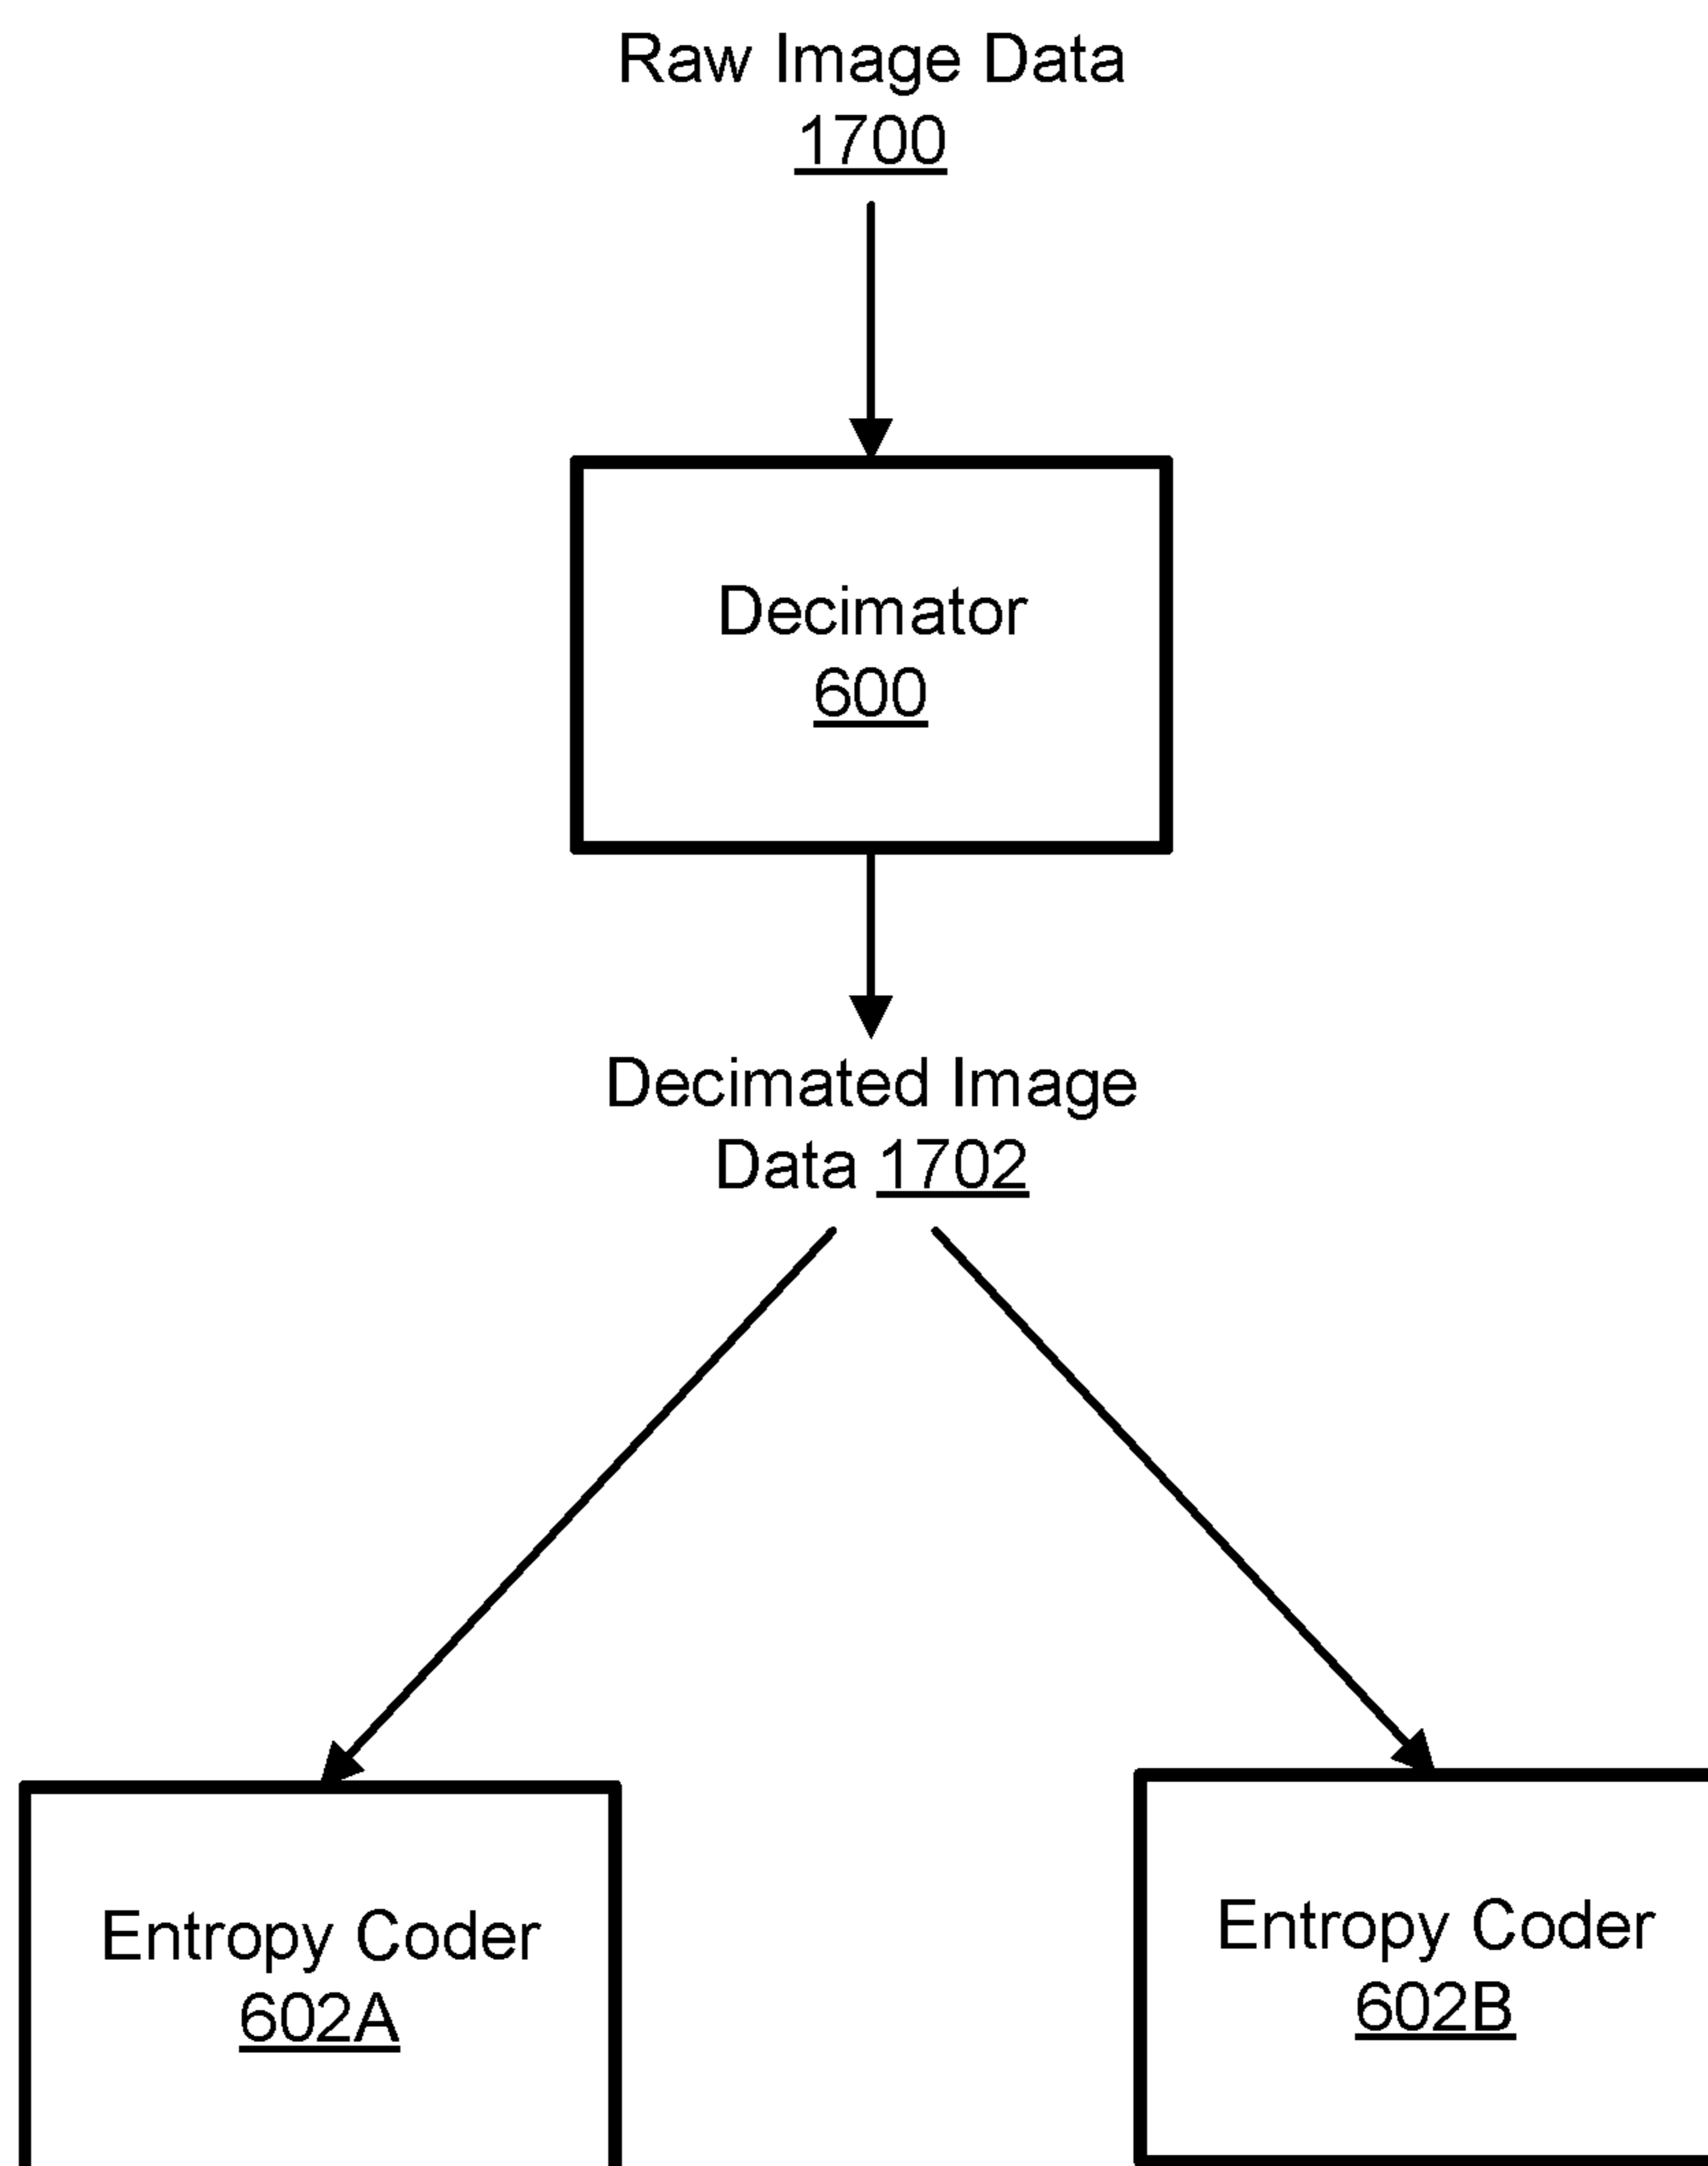 Raw Image Data
1700
Decimator
600
Decimated Image
Data 1702
Entropy Coder
602A
Entropy Coder
602B